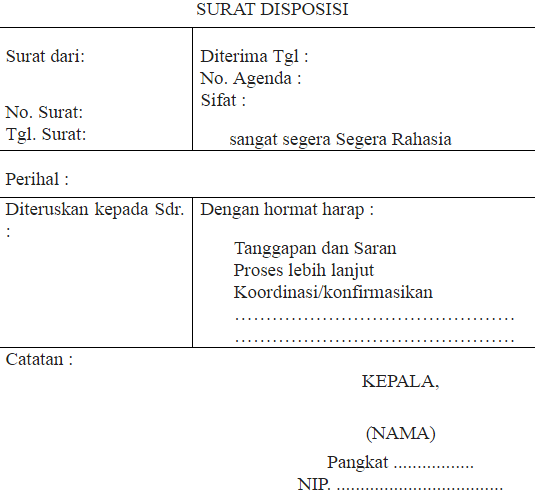 SURAT DISPOSISI
Surat dari:
No. Surat:
Tgl. Surat:
Diterima Tgl :
No. Agenda :
Sifat :
sangat segera Segera Rahasia
Perihal :
Diteruskan kepada Sdr.
:
Dengan hormat harap :
Tanggapan dan Saran
Proses lebih lanjut
Koordinasi/konfirmasikan
………………………………………
………………………………………
Catatan :
KEPALA,
(NAMA)
Pangkat .................
NIP. ...................................